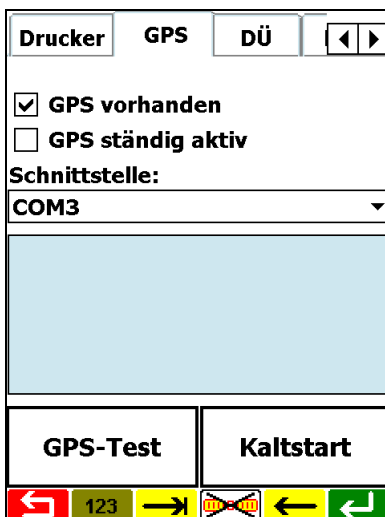 Drucker GPS DÜ
GPS vorhanden
GPS ständig aktiv
Schnittstelle:
COM3
GPS-Test Kaltstart
123